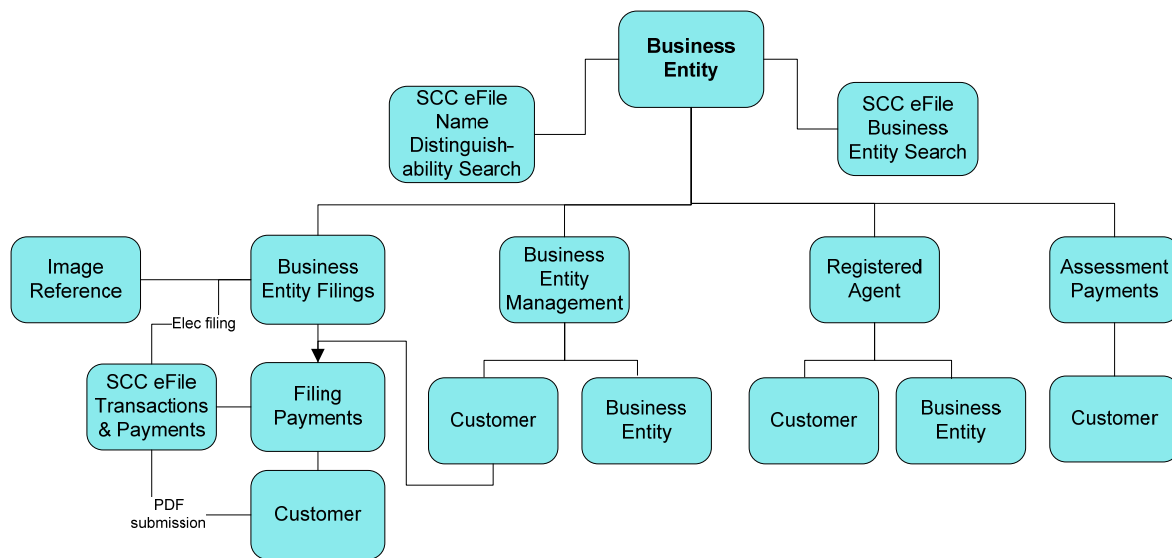 Business
Entity
SCC eFile
Name
Distinguish-
ability Search
SCC eFile
Business
Entity Search
Image
Reference
Business
Entity Filings
Business
Entity
Management
Registered
Agent
Assessment
Payments
Elec filing
SCC eFile
Transactions
& Payments
Filing
Payments
Customer
Business
Entity
Customer
Business
Entity
Customer
PDF
submission
Customer